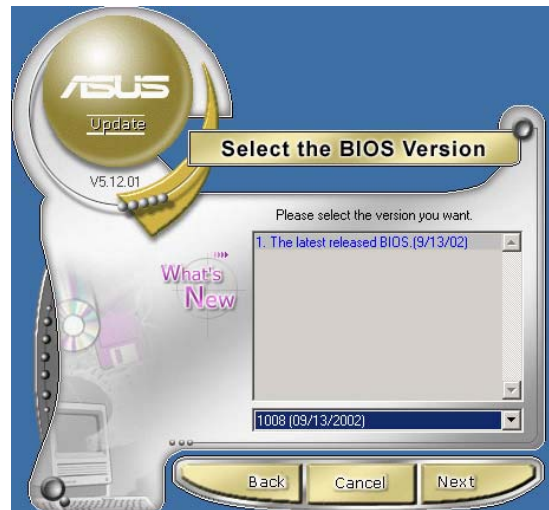 ASUS
Update
V5.12.01
Select the BIOS Version
Please select the version you want.
1. The latest released BIOS.(9/13/02)
What's
New
1008 (09/13/2002)
Back
Cancel
Next